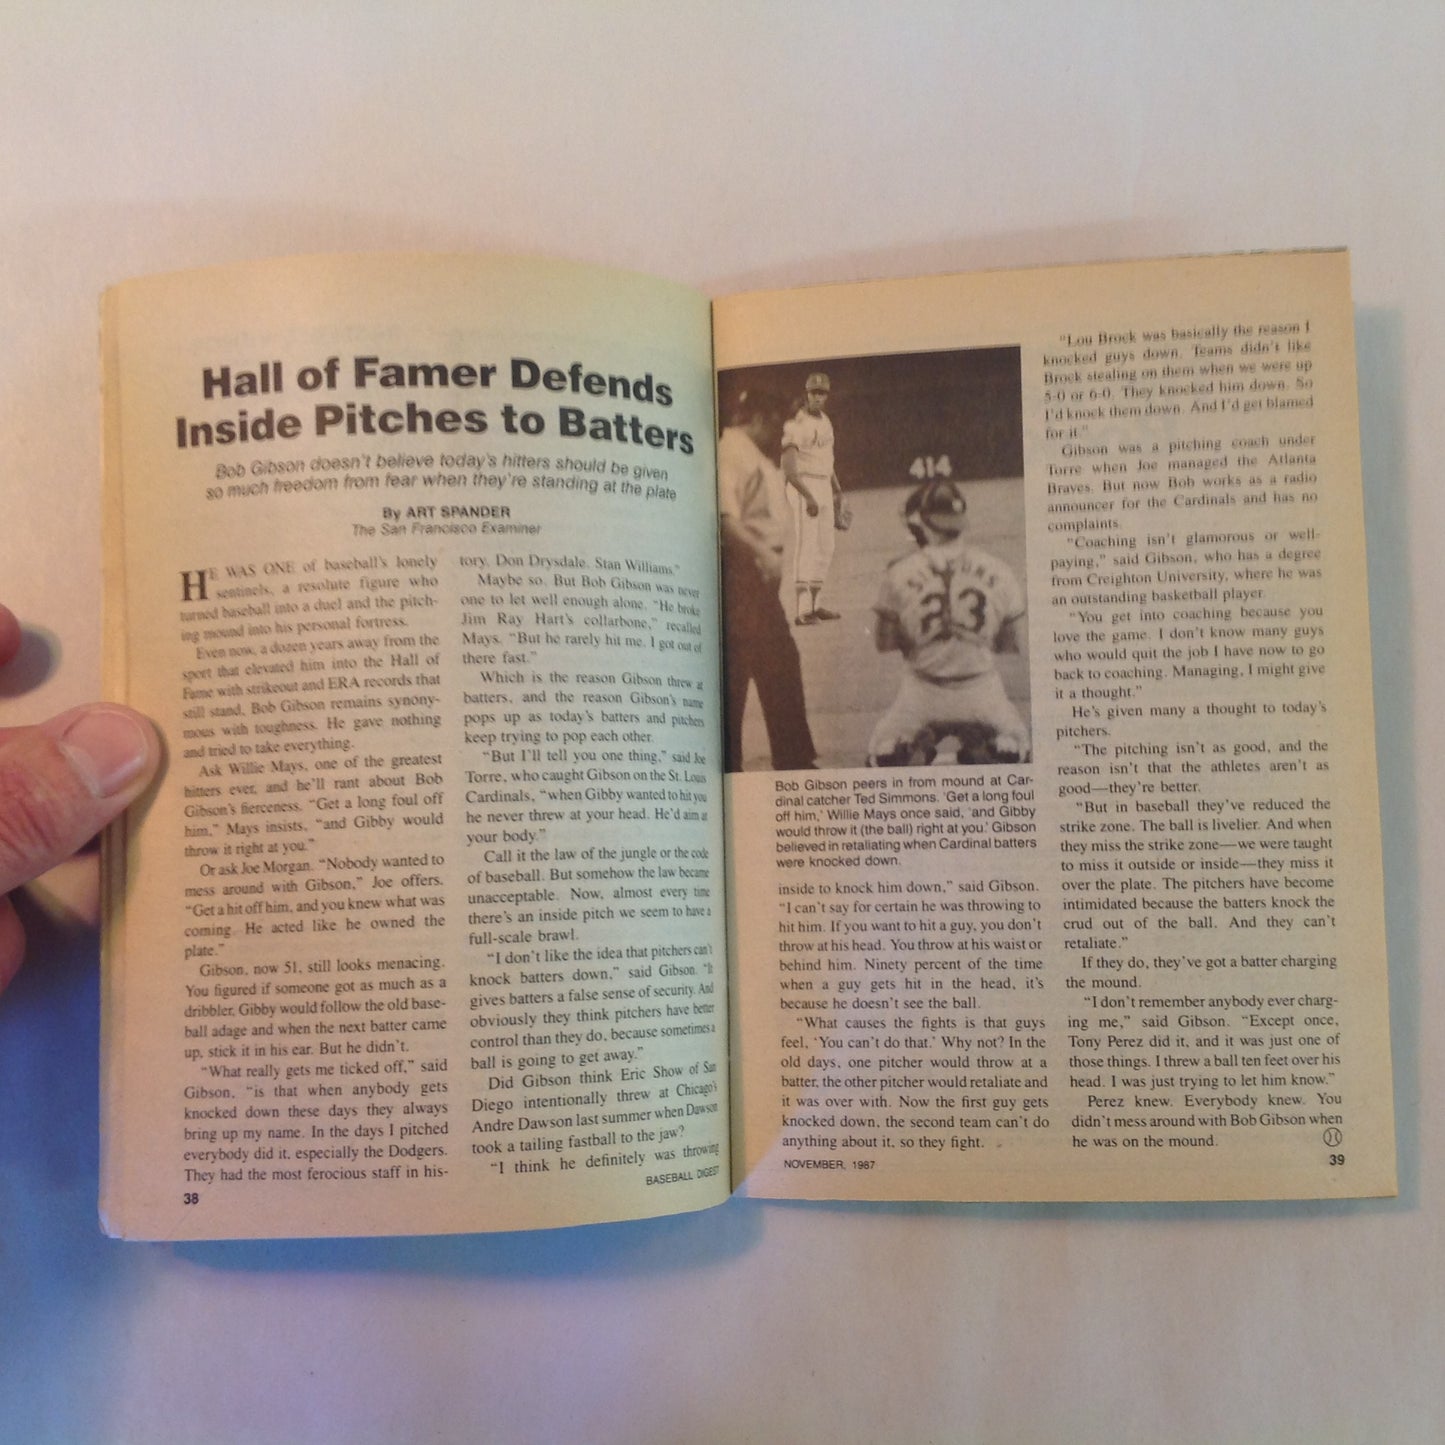 Hall of Famer Defends
Inside Pitches to Batters
Bob Gibson doesn't believe today's hitters should be given
so much freedom from fear when they're standing at the plate
By ART SPANDER
The San Francisco Examiner
HE WAS ONE of baseball's lonely
sentinels, a resolute figure who
turned baseball into a duel and the pitch-
ing mound into his personal fortress.
Even now, a dozen years away from the
sport that elevated him into the Hall of
Fame with strikeout and ERA records that
still stand, Bob Gibson remains synony-
mous with toughness. He gave nothing
and tried to take everything.
Ask Willie Mays, one of the greatest
hitters ever, and he'll rant about Bob
Gibson's fierceness. "Get a long foul off
him," Mays insists, "and Gibby would
throw it right at you."
Or ask Joe Morgan. "Nobody wanted to
mess around with Gibson," Joe offers.
"Get a hit off him, and you knew what was
coming. He acted like he owned the
plate."
Gibson, now 51, still looks menacing.
You figured if someone got as much as a
dribbler, Gibby would follow the old base-
ball adage and when the next batter came
up, stick it in his ear. But he didn't.
"What really gets me ticked off," said
Gibson, "is that when anybody gets
knocked down these days they always
bring up my name. In the days I pitched
everybody did it, especially the Dodgers.
They had the most ferocious staff in his-
38
tory. Don Drysdale. Stan Williams."
Maybe so. But Bob Gibson was never
one to let well enough alone. "He broke
Jim Ray Hart's collarbone," recalled
Mays. "But he rarely hit me. I got out of
there fast."
Which is the reason Gibson threw at
batters, and the reason Gibson's name
pops up as today's batters and pitchers
keep trying to pop each other.
"But I'll tell you one thing," said Joe
Torre, who caught Gibson on the St. Louis
Cardinals, "when Gibby wanted to hit you
he never threw at your head. He'd aim at
your body."
Call it the law of the jungle or the code
of baseball. But somehow the law became
unacceptable. Now, almost every time
there's an inside pitch we seem to have a
full-scale brawl.
"I don't like the idea that pitchers can't
knock batters down," said Gibson. "It
gives batters a false sense of security. And
obviously they think pitchers have better
control than they do, because sometimes a
ball is going to get away."
Did Gibson think Eric Show of San
Diego intentionally threw at Chicago's
Andre Dawson last summer when Dawson
took a tailing fastball to the jaw?
"I think he definitely was throwing
BASEBALL DIGEST
414
SIMMONS
23
Bob Gibson peers in from mound at Car-
dinal catcher Ted Simmons. 'Get a long foul
off him,' Willie Mays once said, 'and Gibby
would throw it (the ball) right at you.' Gibson
believed in retaliating when Cardinal batters
were knocked down.
inside to knock him down," said Gibson.
"I can't say for certain he was throwing to
hit him. If you want to hit a guy, you don't
throw at his head. You throw at his waist or
behind him. Ninety percent of the time
when a guy gets hit in the head, it's
because he doesn't see the ball.
"What causes the fights is that guys
feel, 'You can't do that.' Why not? In the
old days, one pitcher would throw at a
batter, the other pitcher would retaliate and
it was over with. Now the first guy gets
knocked down, the second team can't do
anything about it, so they fight.
NOVEMBER, 1987
"Lou Brock was basically the reason I
knocked guys down. Teams didn't like
Brock stealing on them when we were up
5-0 or 6-0. They knocked him down. So
I'd knock them down. And I'd get blamed
for it."
Gibson was a pitching coach under
Torre when Joe managed the Atlanta
Braves. But now Bob works as a radio
announcer for the Cardinals and has no
complaints.
"Coaching isn't glamorous or well-
paying," said Gibson, who has a degree
from Creighton University, where he was
an outstanding basketball player.
"You get into coaching because you
love the game. I don't know many guys
who would quit the job I have now to go
back to coaching. Managing, I might give
it a thought."
He's given many a thought to today's
pitchers.
"The pitching isn't as good, and the
reason isn't that the athletes aren't as
good—they're better.
"But in baseball they've reduced the
strike zone. The ball is livelier. And when
they miss the strike zone—we were taught
to miss it outside or inside—they miss it
over the plate. The pitchers have become
intimidated because the batters knock the
crud out of the ball. And they can't
retaliate."
If they do, they've got a batter charging
the mound.
"I don't remember anybody ever charg-
ing me," said Gibson. "Except once,
Tony Perez did it, and it was just one of
those things. I threw a ball ten feet over his
head. I was just trying to let him know."
Perez knew. Everybody knew. You
didn't mess around with Bob Gibson when
he was on the mound.
39